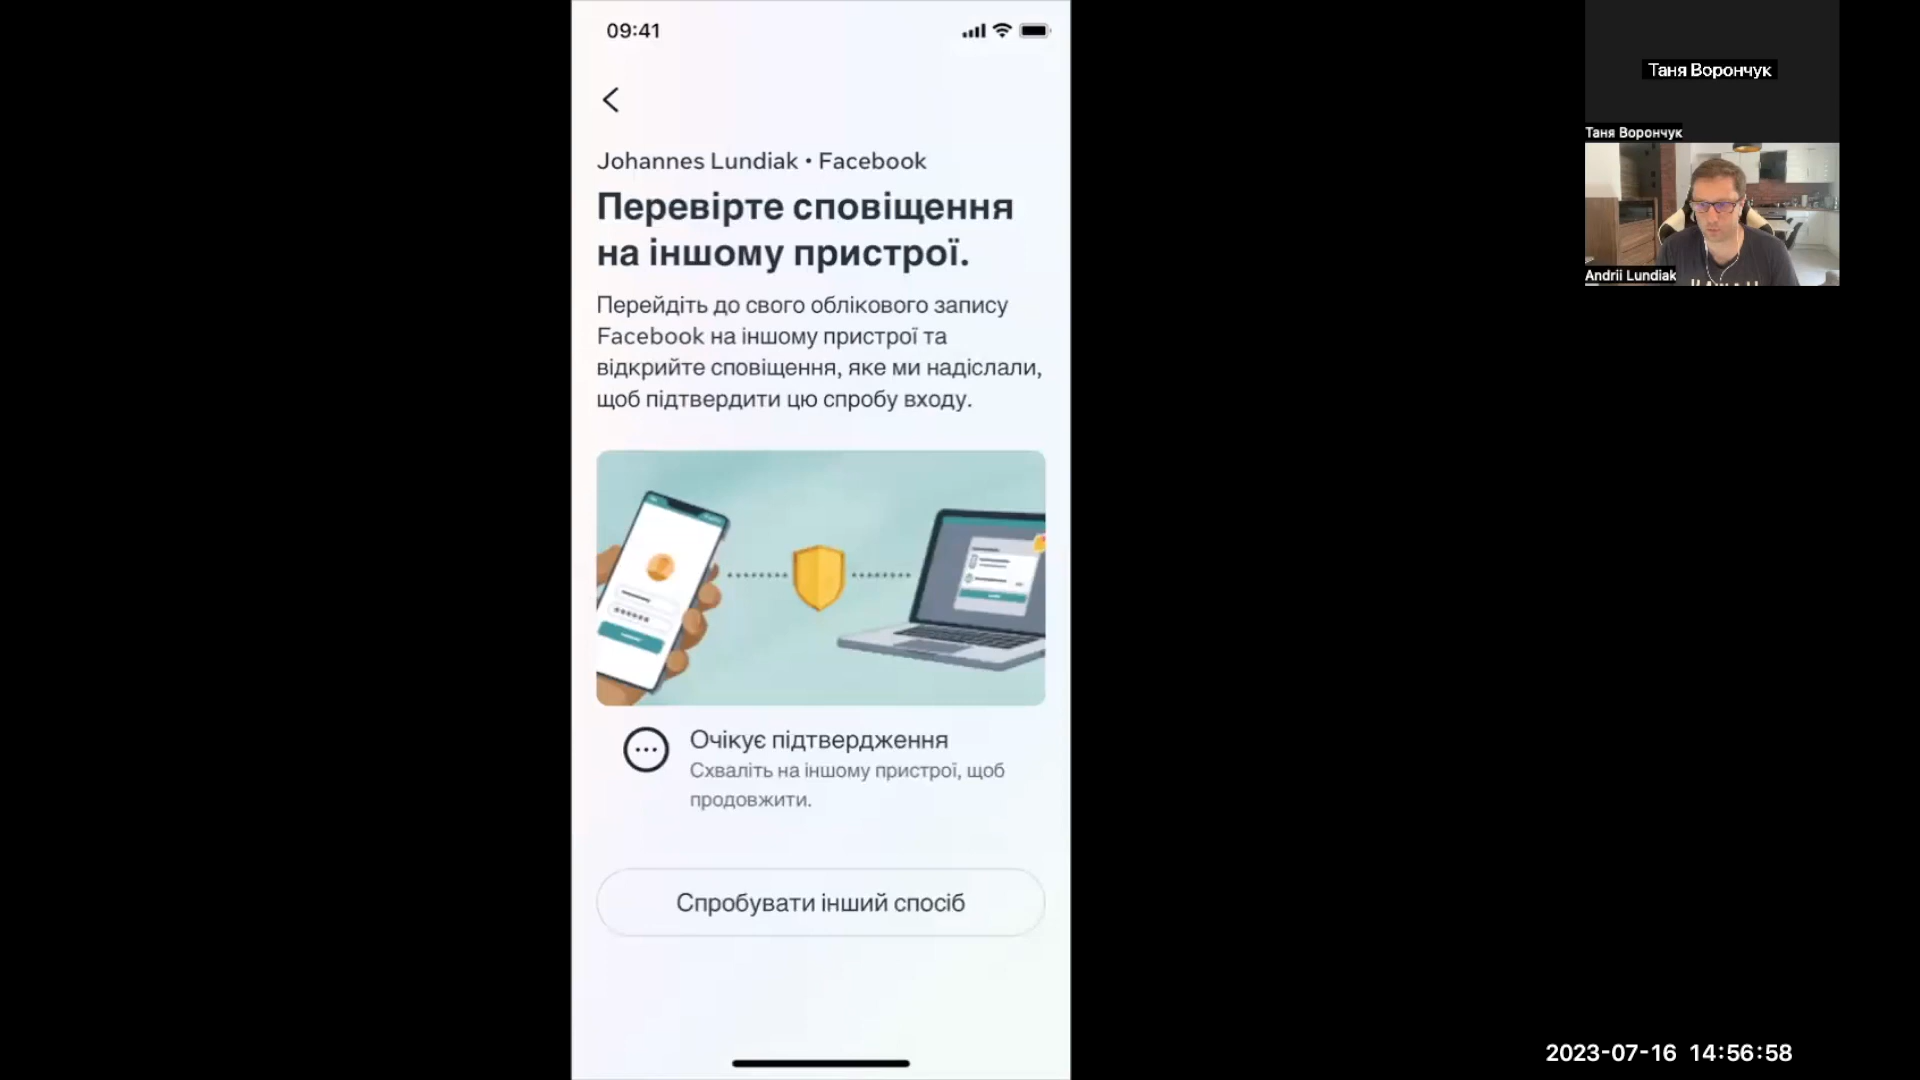 09:41
Johannes Lundiak • Facebook
Перевірте сповіщення
на іншому пристрої.
Перейдіть до свого облікового запису
Facebook на іншому пристрої та
відкрийте сповіщення, яке ми надіслали,
щоб підтвердити цю спробу входу.
Очікує підтвердження
Схваліть на іншому пристрої, щоб
продовжити.
Спробувати інший спосіб
Таня Ворончук
Таня Ворончук
Andrii Lundiak
2023-07-16 14:56:58